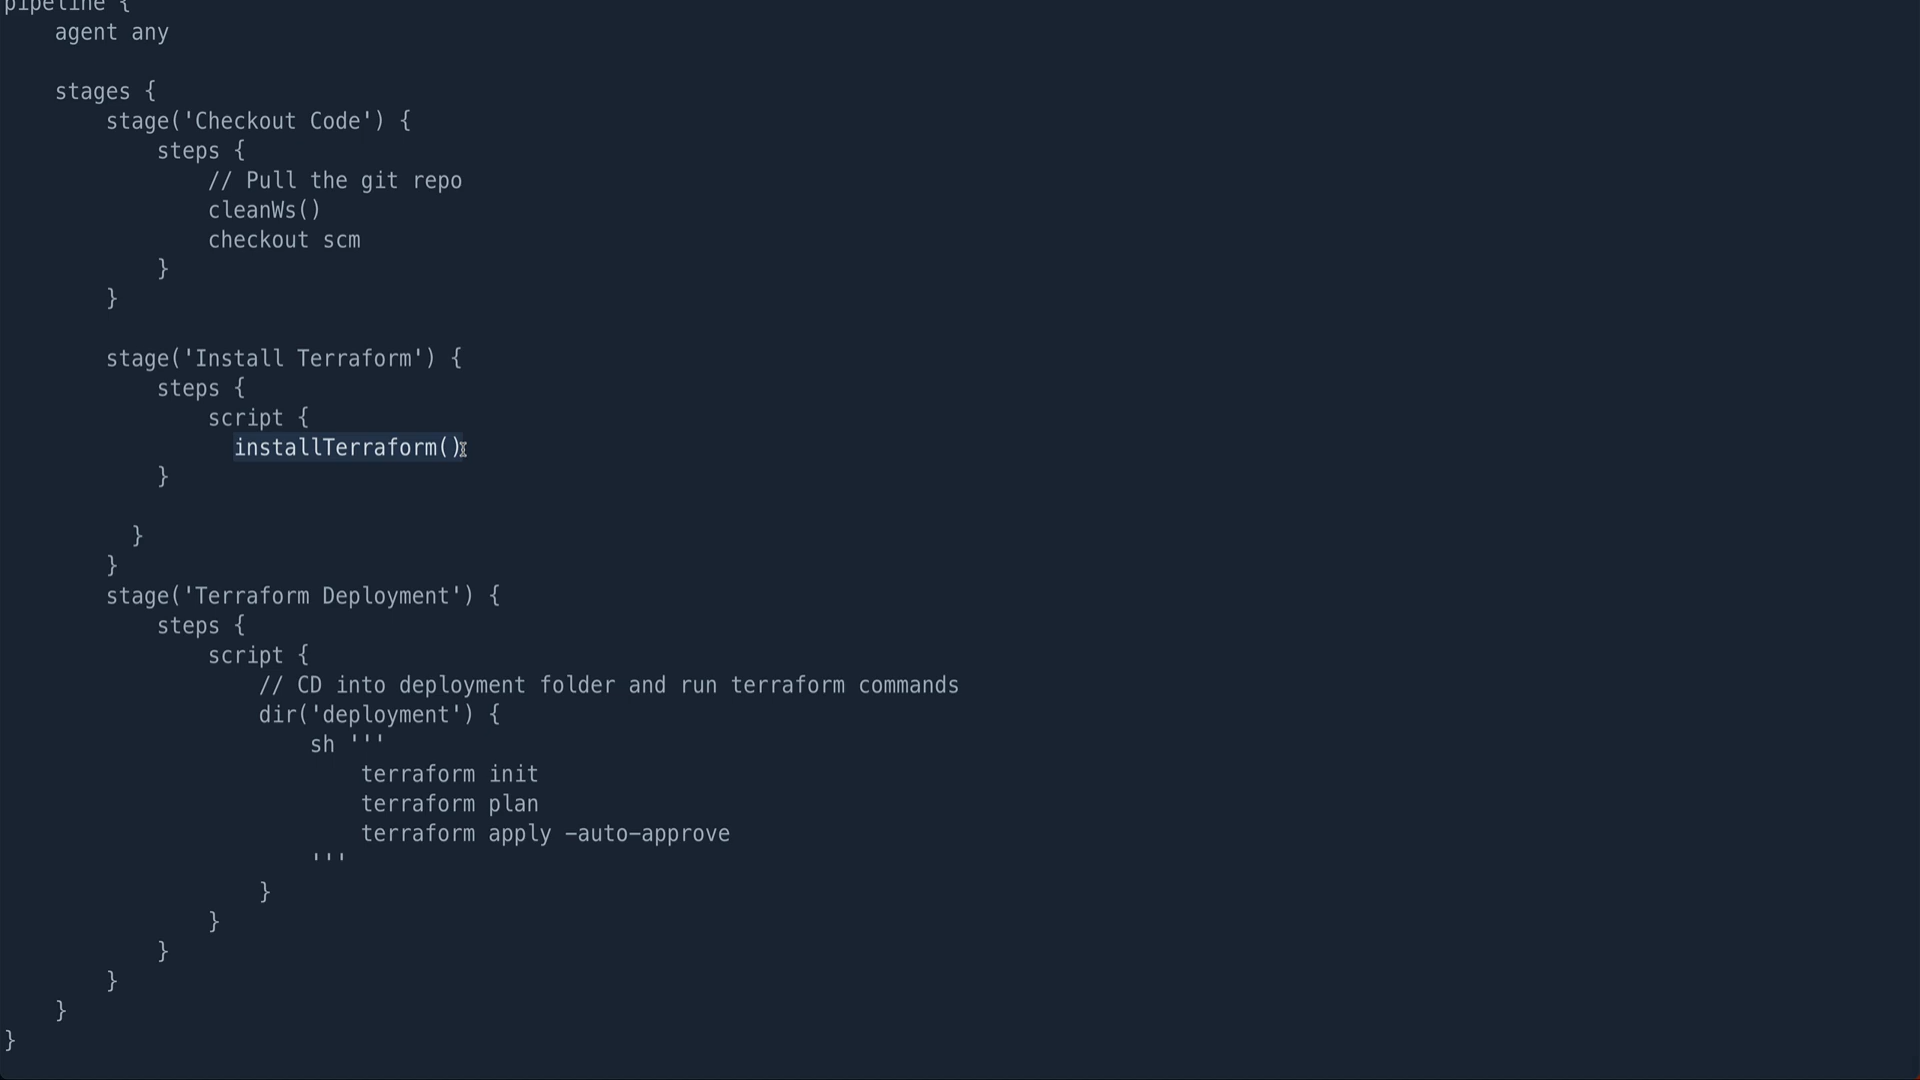 pipeline {
    agent any

    stages {
        stage('Checkout Code') {
            steps {
                // Pull the git repo
                cleanWs()
                checkout scm
            }
        }

        stage('Install Terraform') {
            steps {
                script {
                  installTerraform()
            }

          }
        }
        stage('Terraform Deployment') {
            steps {
                script {
                    // CD into deployment folder and run terraform commands
                    dir('deployment') {
                        sh '''
                            terraform init
                            terraform plan
                            terraform apply -auto-approve
                        '''
                    }
                }
            }
        }
    }
}